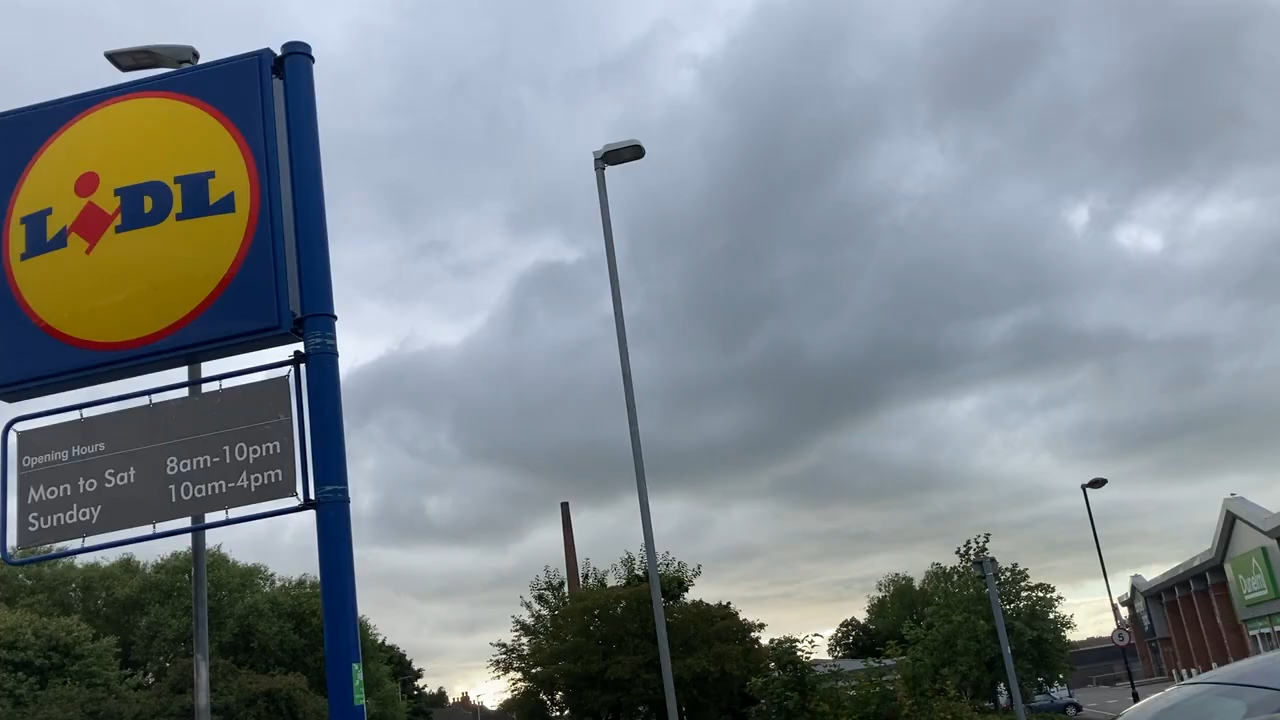 LIDL
Opening Hours
Mon to Sat 8am-10pm
Sunday 10am-4pm
Dunelm
5